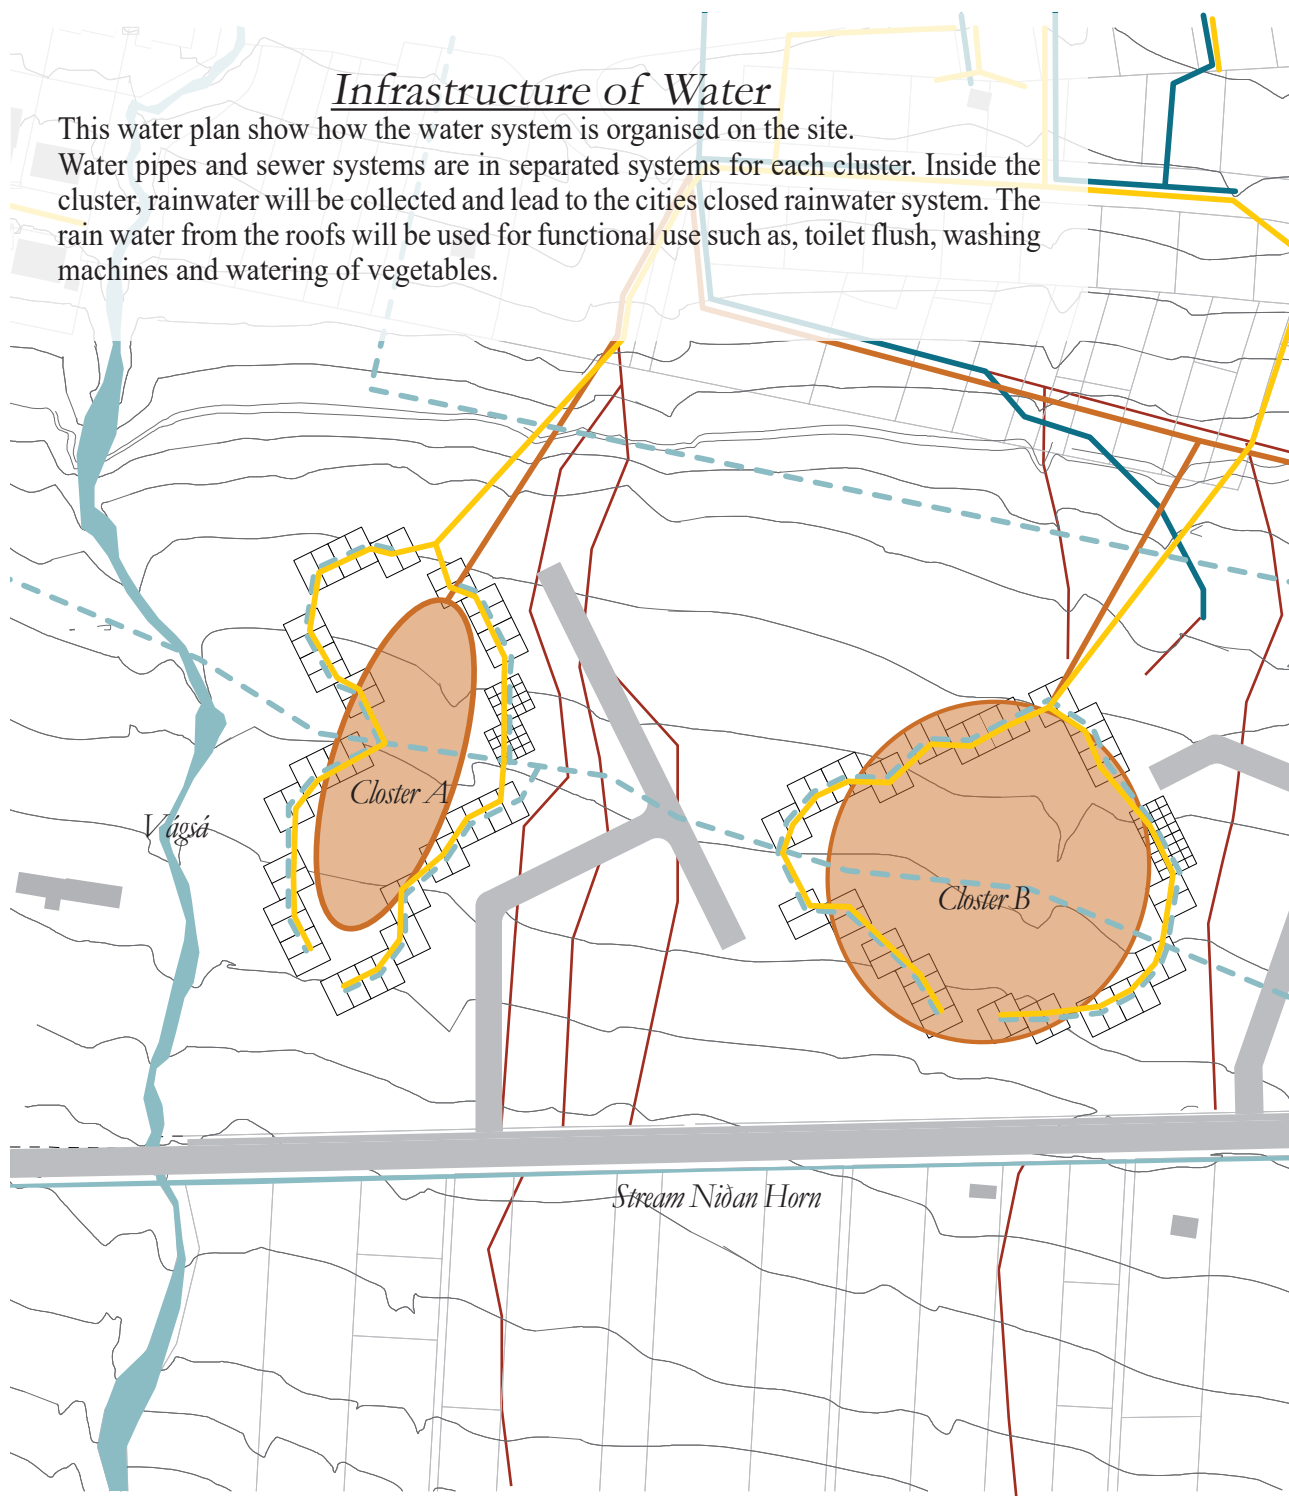 Infrastructure of Water
This water plan show how the water system is organised on the site.
Water pipes and sewer systems are in separated systems for each cluster. Inside the
cluster, rainwater will be collected and lead to the cities closed rainwater system. The
rain water from the roofs will be used for functional use such as, toilet flush, washing
machines and watering of vegetables.
Closter A
Vágsá
Closter B
Stream Niðan Horn